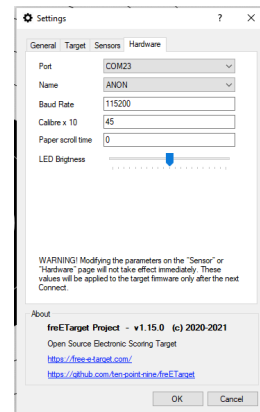 Settings ? ×
General Target Sensors Hardware
Port COM23
Name ANON
Baud Rate 115200
Calibre x 10 45
Paper scroll time 0
LED Brigtness
WARNING! Modifying the parameters on the "Sensor" or
"Hardware" page will not take effect immediately. These
values will be applied to the target firmware only after the next
Connect.
About
freETarget Project - v1.15.0 (c) 2020-2021
Open Source Electronic Scoring Target
https://free-e-target.com/
https://github.com/ten-point-nine/freETarget
OK Cancel